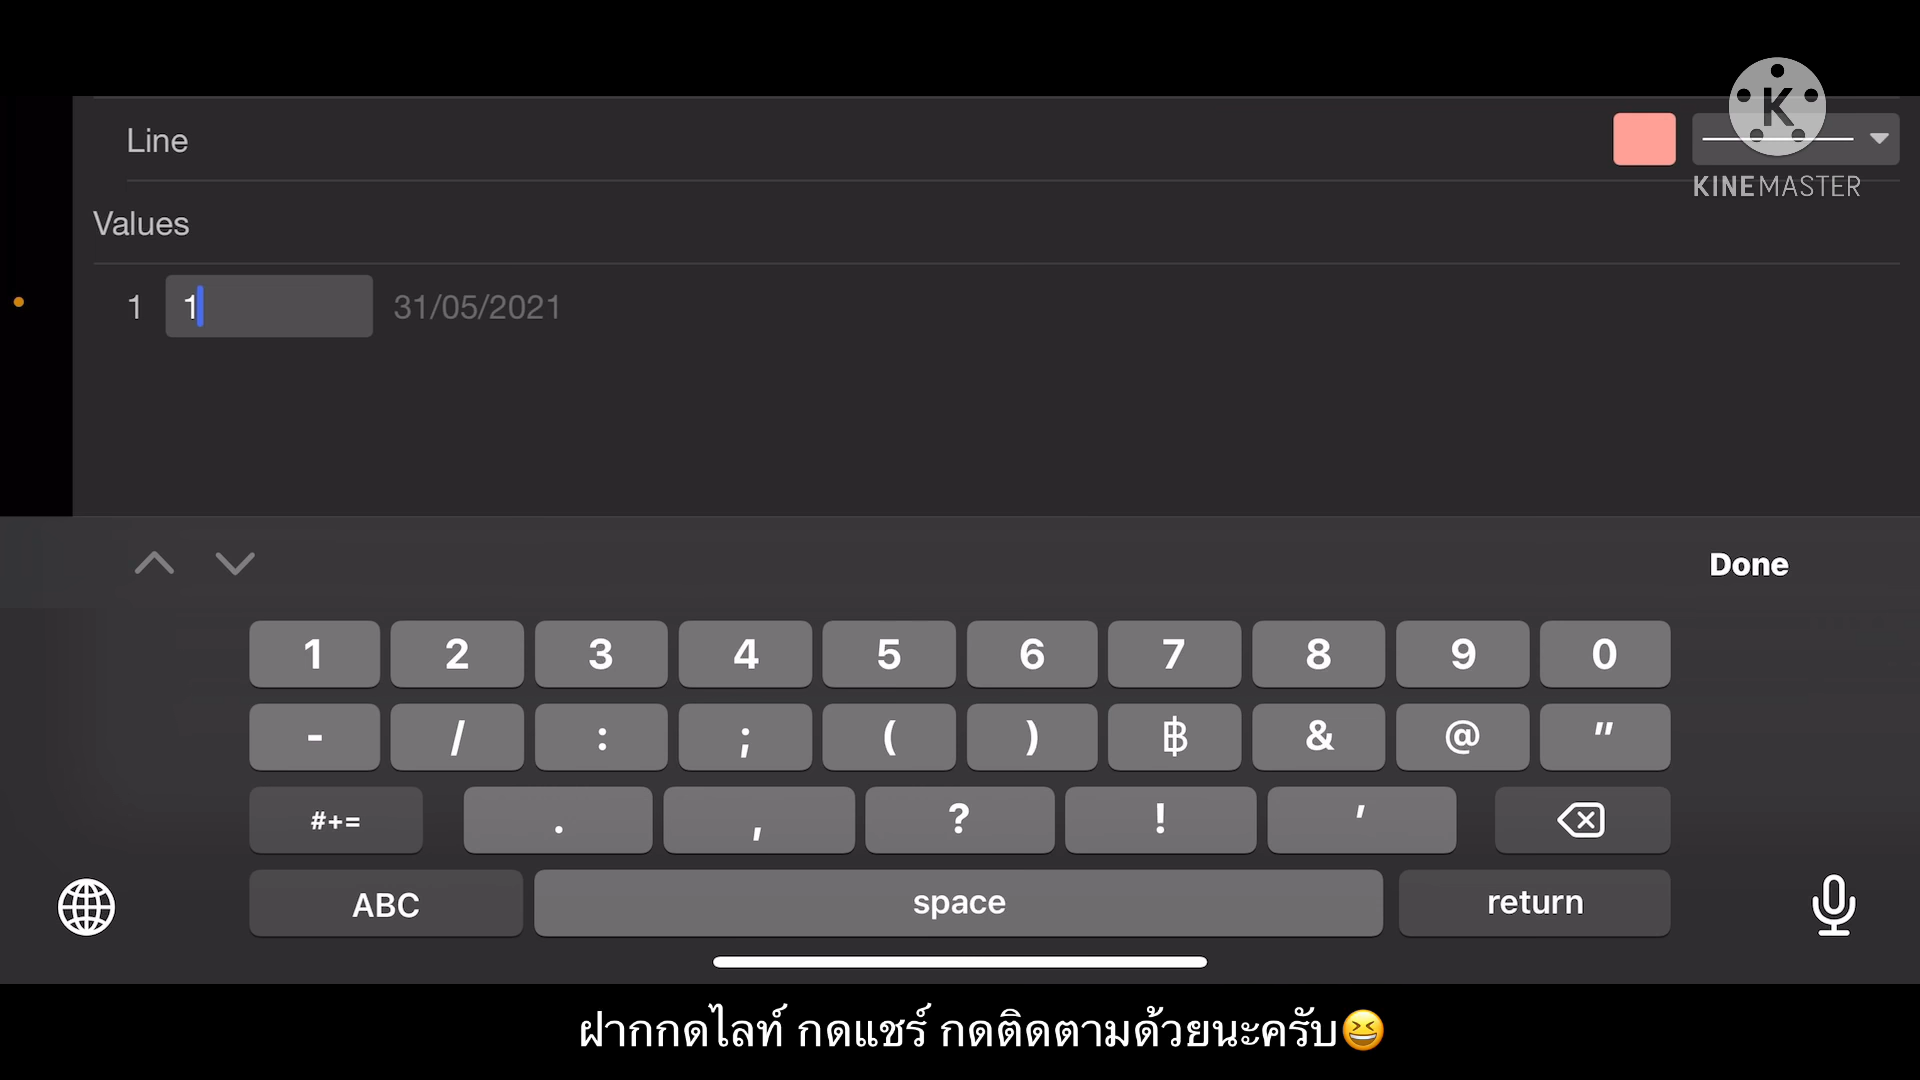 Line
KINEMASTER
Values
1 1 31/05/2021
Done
1 2 3 4 5 6 7 8 9 0
- / : ; ( ) ฿ & @ "
#+= . , ? ! '
ABC space return
ฝากกดไลท์ กดแชร์ กดติดตามด้วยนะครับ😆